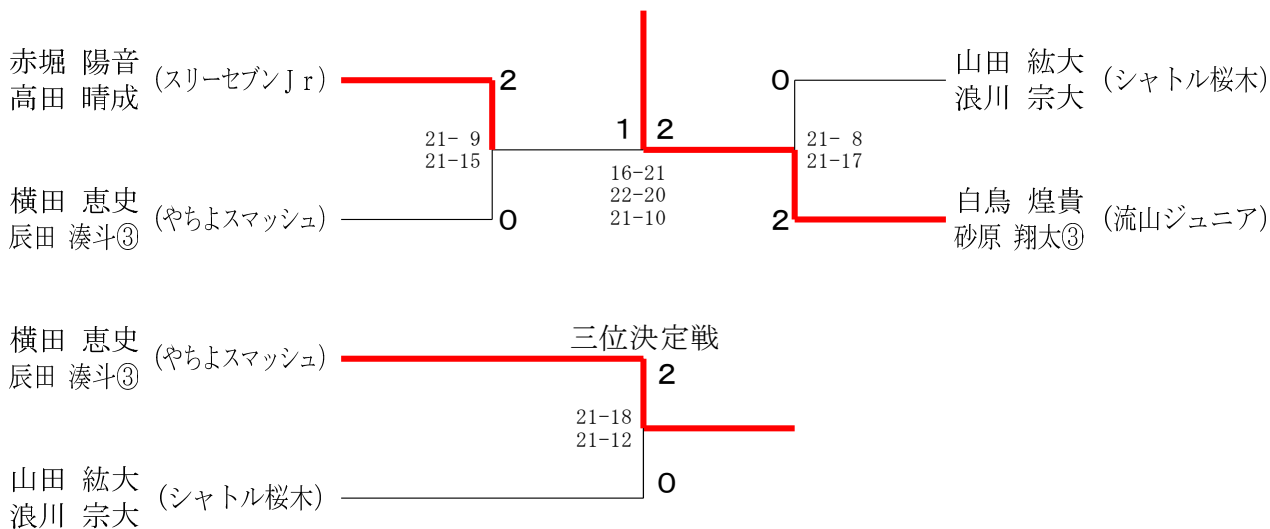 赤堀 陽音
高田 晴成
(スリーセブンＪｒ)
2
21- 9
21-15
横田 恵史
辰田 湊斗③
(やちよスマッシュ)
0
1 2
16-21
22-20
21-10
0
山田 紘大
浪川 宗大
(シャトル桜木)
21- 8
21-17
2
白鳥 煌貴
砂原 翔太③
(流山ジュニア)
三位決定戦
横田 恵史
辰田 湊斗③
(やちよスマッシュ)
2
21-18
21-12
山田 紘大
浪川 宗大
(シャトル桜木)
0